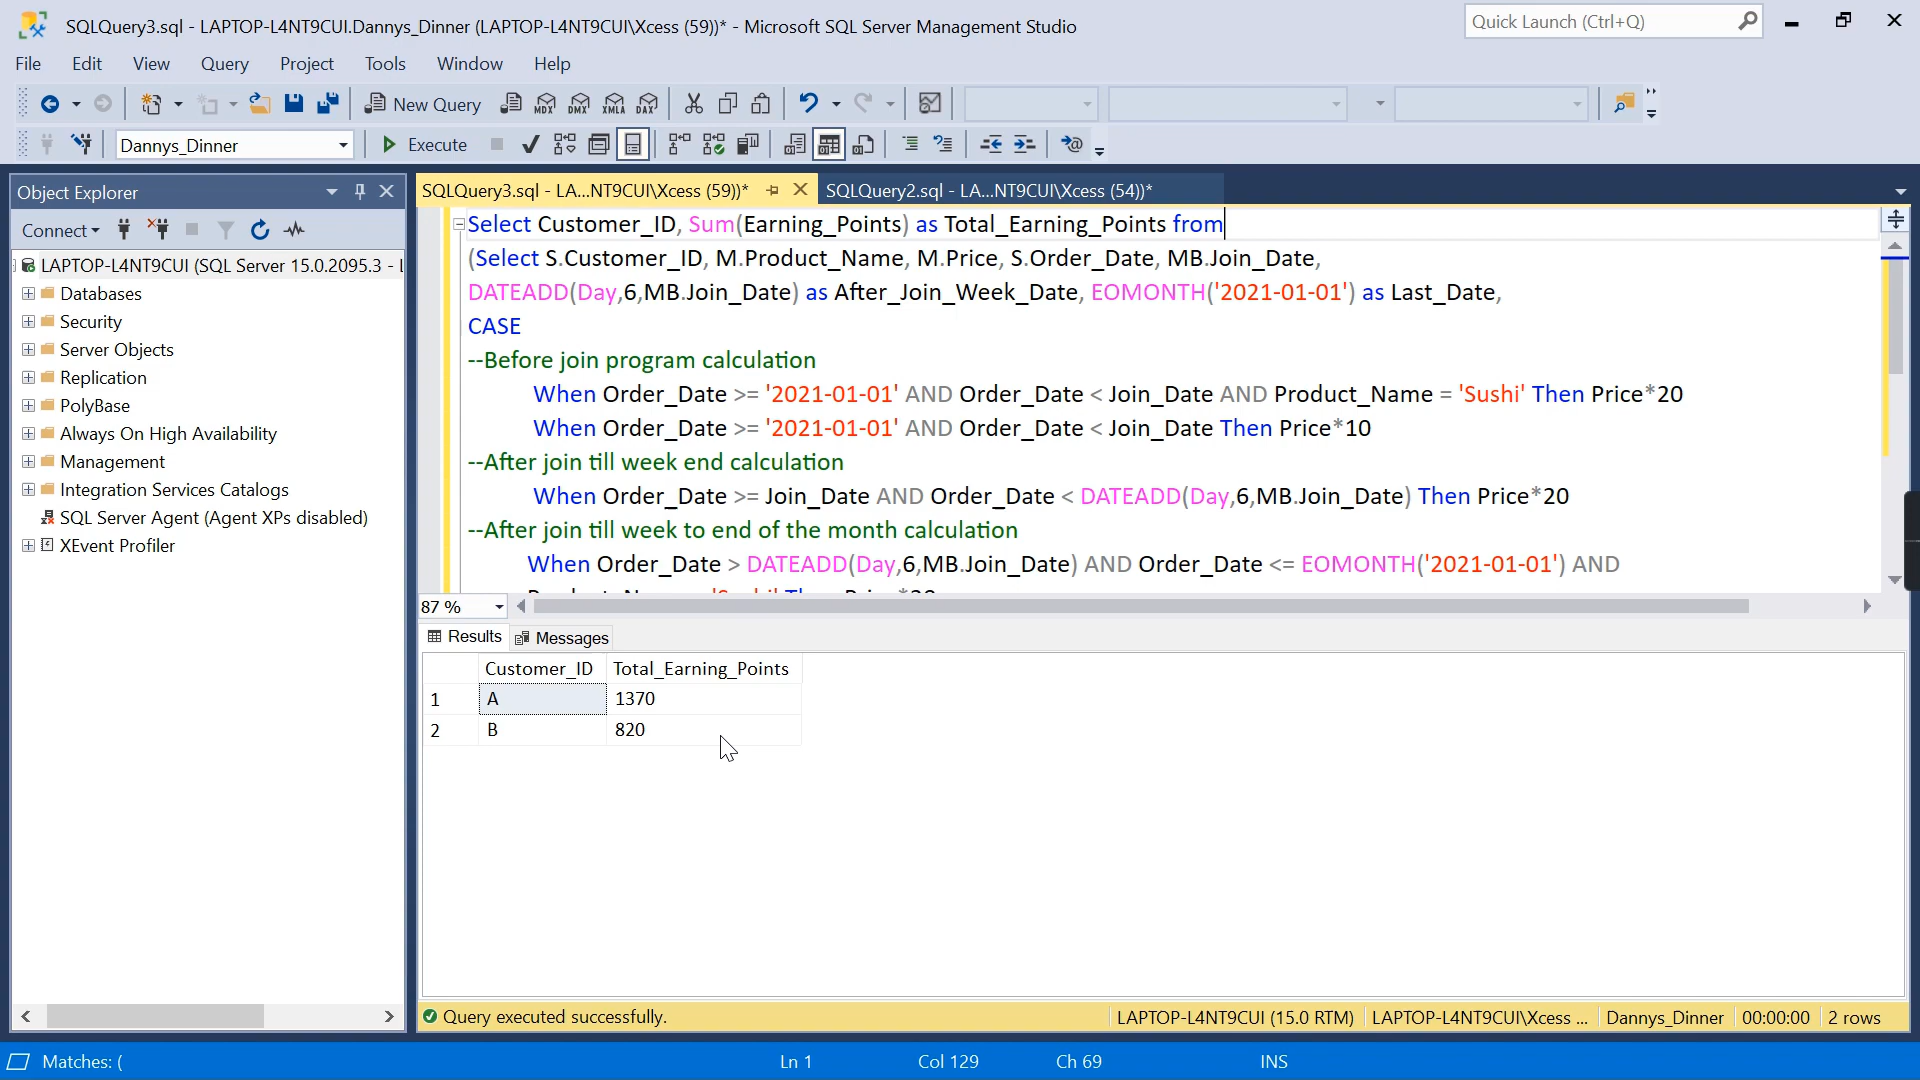 SQLQuery3.sql - LAPTOP-L4NT9CUI.Dannys_Dinner (LAPTOP-L4NT9CUI\Xcess (59))* - Microsoft SQL Server Management Studio
Quick Launch (Ctrl+Q)
File Edit View Query Project Tools Window Help
New Query MDX DMX XMLA DAX
Dannys_Dinner Execute
Object Explorer
SQLQuery3.sql - LA...NT9CUI\Xcess (59))* SQLQuery2.sql - LA...NT9CUI\Xcess (54))*
Connect
LAPTOP-L4NT9CUI (SQL Server 15.0.2095.3 - L
Databases
Security
Server Objects
Replication
PolyBase
Always On High Availability
Management
Integration Services Catalogs
SQL Server Agent (Agent XPs disabled)
XEvent Profiler
Select Customer_ID, Sum(Earning_Points) as Total_Earning_Points from
(Select S.Customer_ID, M.Product_Name, M.Price, S.Order_Date, MB.Join_Date,
DATEADD(Day,6,MB.Join_Date) as After_Join_Week_Date, EOMONTH('2021-01-01') as Last_Date,
CASE
--Before join program calculation
When Order_Date >= '2021-01-01' AND Order_Date < Join_Date AND Product_Name = 'Sushi' Then Price*20
When Order_Date >= '2021-01-01' AND Order_Date < Join_Date Then Price*10
--After join till week end calculation
When Order_Date >= Join_Date AND Order_Date < DATEADD(Day,6,MB.Join_Date) Then Price*20
--After join till week to end of the month calculation
When Order_Date > DATEADD(Day,6,MB.Join_Date) AND Order_Date <= EOMONTH('2021-01-01') AND
87 %
Results Messages
Customer_ID Total_Earning_Points
1 A 1370
2 B 820
Query executed successfully.
LAPTOP-L4NT9CUI (15.0 RTM) LAPTOP-L4NT9CUI\Xcess ... Dannys_Dinner 00:00:00 2 rows
Matches: ( Ln 1 Col 129 Ch 69 INS